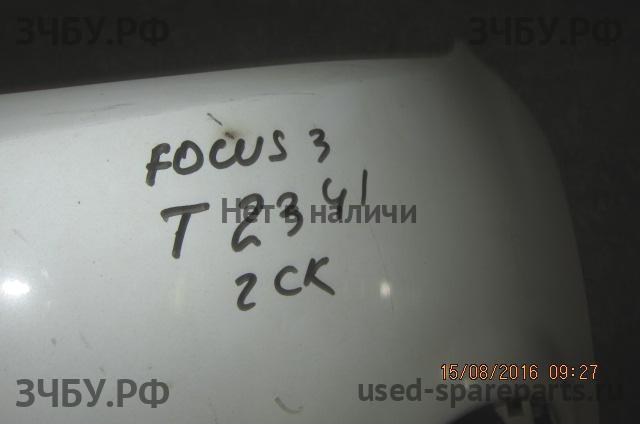 ЗЧБУ.РФ ЗЧБУ.РФ
FOCUS 3
T 2341
Нет в наличи
2 СК
15/08/2016 09:27
ЗЧБУ.РФ used-spareparts.ru